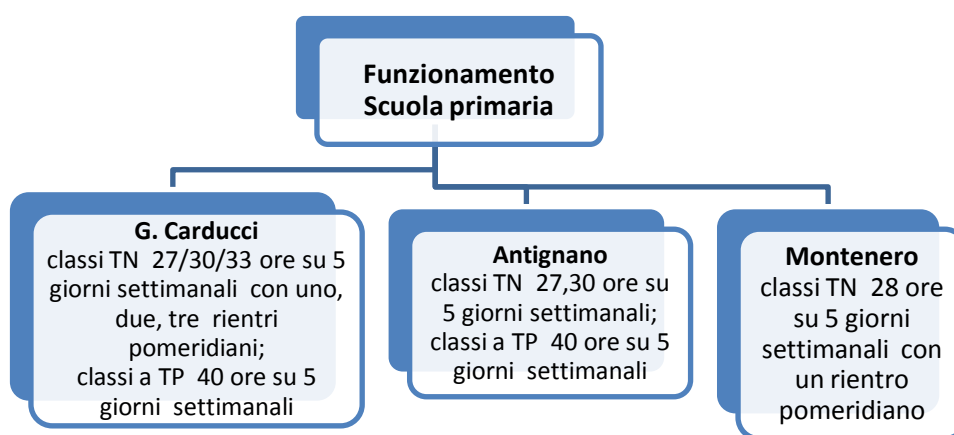 Funzionamento
Scuola primaria
G. Carducci
classi TN 27/30/33 ore su 5
giorni settimanali con uno,
due, tre rientri
pomeridiani;
classi a TP 40 ore su 5
giorni settimanali
Antignano
classi TN 27,30 ore su
5 giorni settimanali;
classi a TP 40 ore su 5
giorni settimanali
Montenero
classi TN 28 ore
su 5 giorni
settimanali con
un rientro
pomeridiano